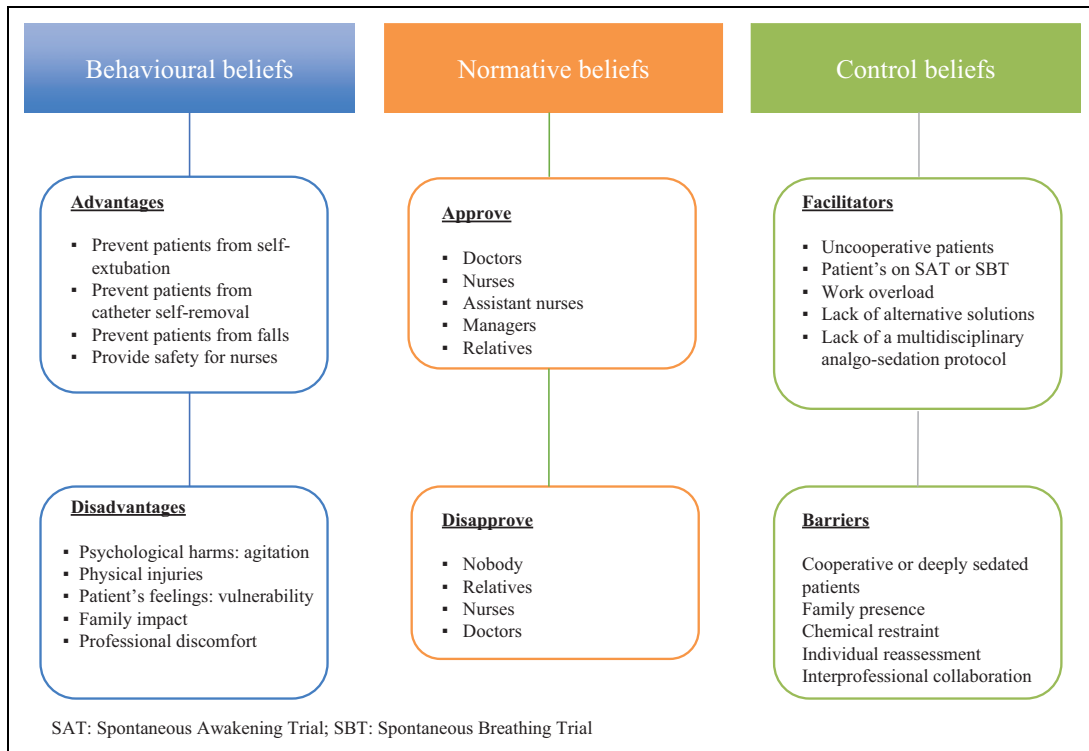 Behavioural beliefs
Normative beliefs
Control beliefs
Advantages
▪ Prevent patients from self-
extubation
▪ Prevent patients from
catheter self-removal
▪ Prevent patients from falls
▪ Provide safety for nurses
Approve
▪ Doctors
▪ Nurses
▪ Assistant nurses
▪ Managers
▪ Relatives
Facilitators
▪ Uncooperative patients
▪ Patient’s on SAT or SBT
▪ Work overload
▪ Lack of alternative solutions
▪ Lack of a multidisciplinary
analgo-sedation protocol
Disadvantages
▪ Psychological harms: agitation
▪ Physical injuries
▪ Patient’s feelings: vulnerability
▪ Family impact
▪ Professional discomfort
Disapprove
▪ Nobody
▪ Relatives
▪ Nurses
▪ Doctors
Barriers
Cooperative or deeply sedated
patients
Family presence
Chemical restraint
Individual reassessment
Interprofessional collaboration
SAT: Spontaneous Awakening Trial; SBT: Spontaneous Breathing Trial